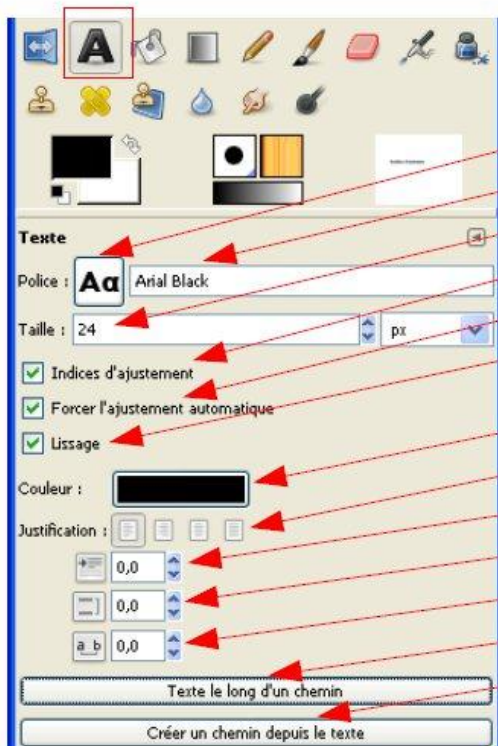 A
Texte
Police : Aα Arial Black
Taille : 24 px
Indices d'ajustement
Forcer l'ajustement automatique
Lissage
Couleur :
Justification :
0,0
0,0
a b 0,0
Texte le long d'un chemin
Créer un chemin depuis le texte